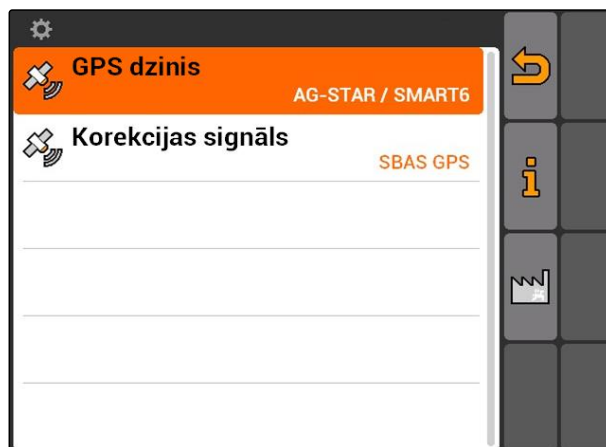 GPS dzinis
AG-STAR / SMART6
Korekcijas signāls
SBAS GPS